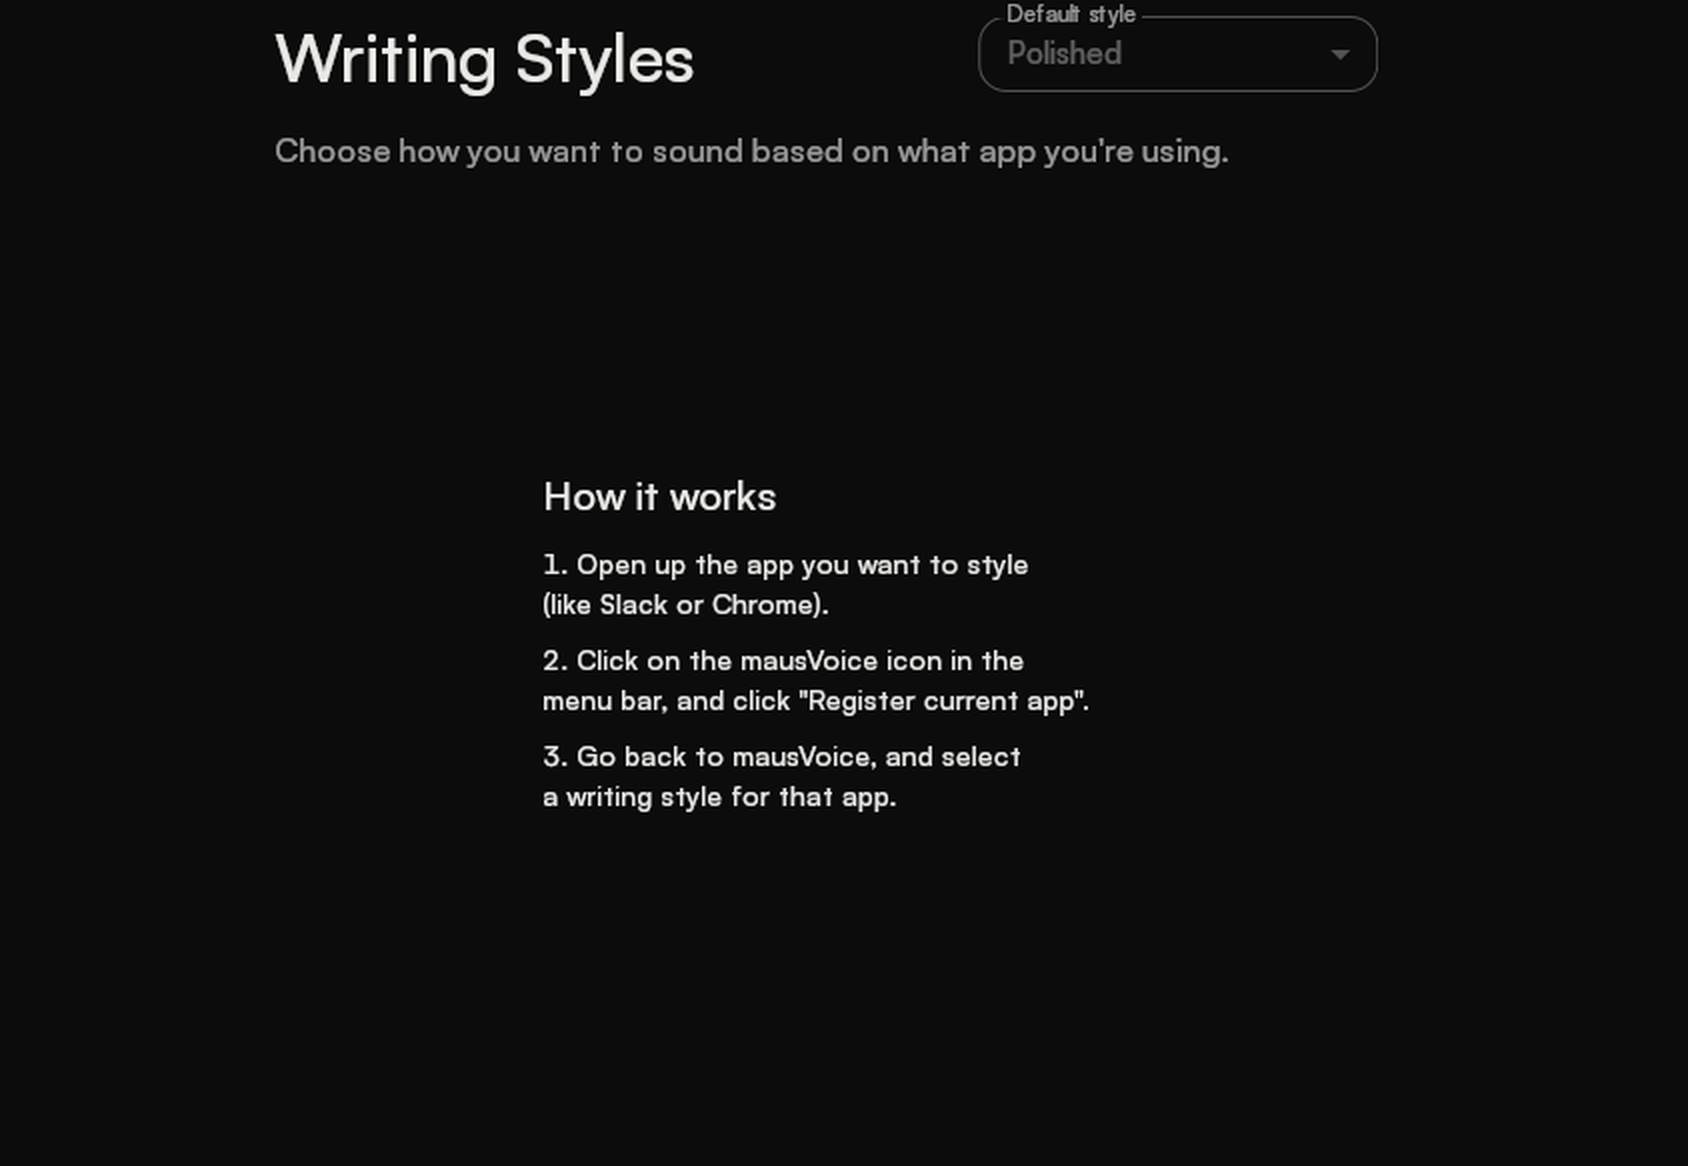 Default style
Writing Styles
Polished
Choose how you want to sound based on what app you're using.
How it works
1. Open up the app you want to style
(like Slack or Chrome).
2. Click on the mausVoice icon in the
menu bar, and click "Register current app".
3. Go back to mausVoice, and select
a writing style for that app.